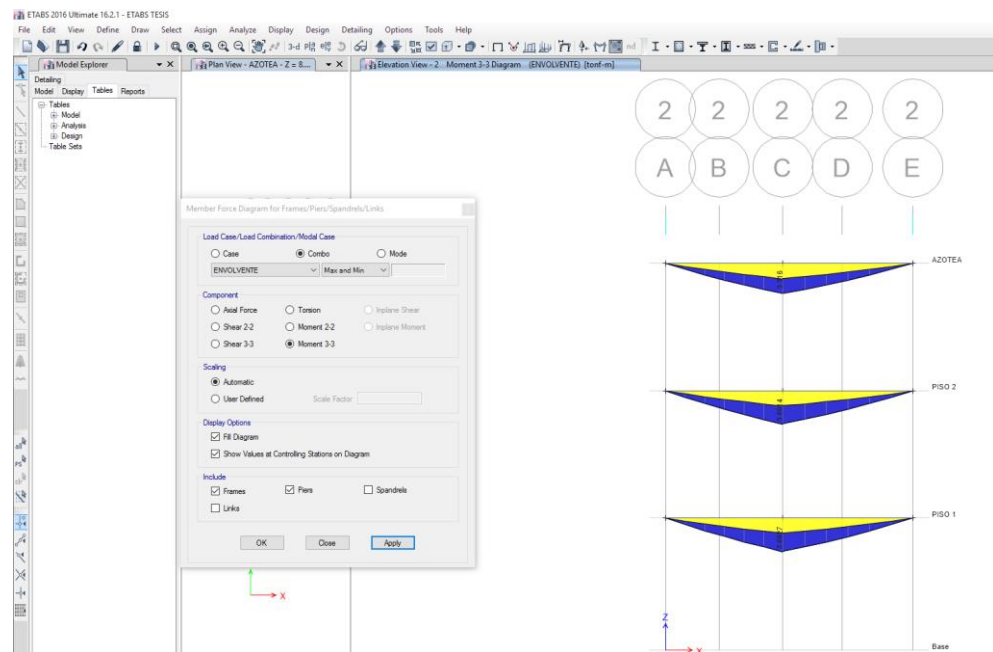 ETABS 2016 Ultimate 16.2.1 - ETABS TESIS
File Edit View Define Draw Select Assign Analyze Display Design Detailing Options Tools Help
Model Explorer
Plan View - AZOTEA - Z = 8....
Elevation View - 2 Moment 3-3 Diagram (ENVOLVENTE) [tonf-m]
Detailing
Model Display Tables Reports
Tables
Model
Analysis
Design
Table Sets
2 2 2 2 2
A B C D E
Member Force Diagram for Frames/Piers/Spandrels/Links
Load Case/Load Combination/Modal Case
Case Combo Mode
ENVOLVENTE Max and Min
Component
Axial Force Torsion Inplane Shear
Shear 2-2 Moment 2-2 Inplane Moment
Shear 3-3 Moment 3-3
Scaling
Automatic
User Defined Scale Factor
Display Options
Fill Diagram
Show Values at Controlling Stations on Diagram
Include
Frames Piers Spandrels
Links
OK Close Apply
AZOTEA
PISO 2
PISO 1
Base
X
Z
X